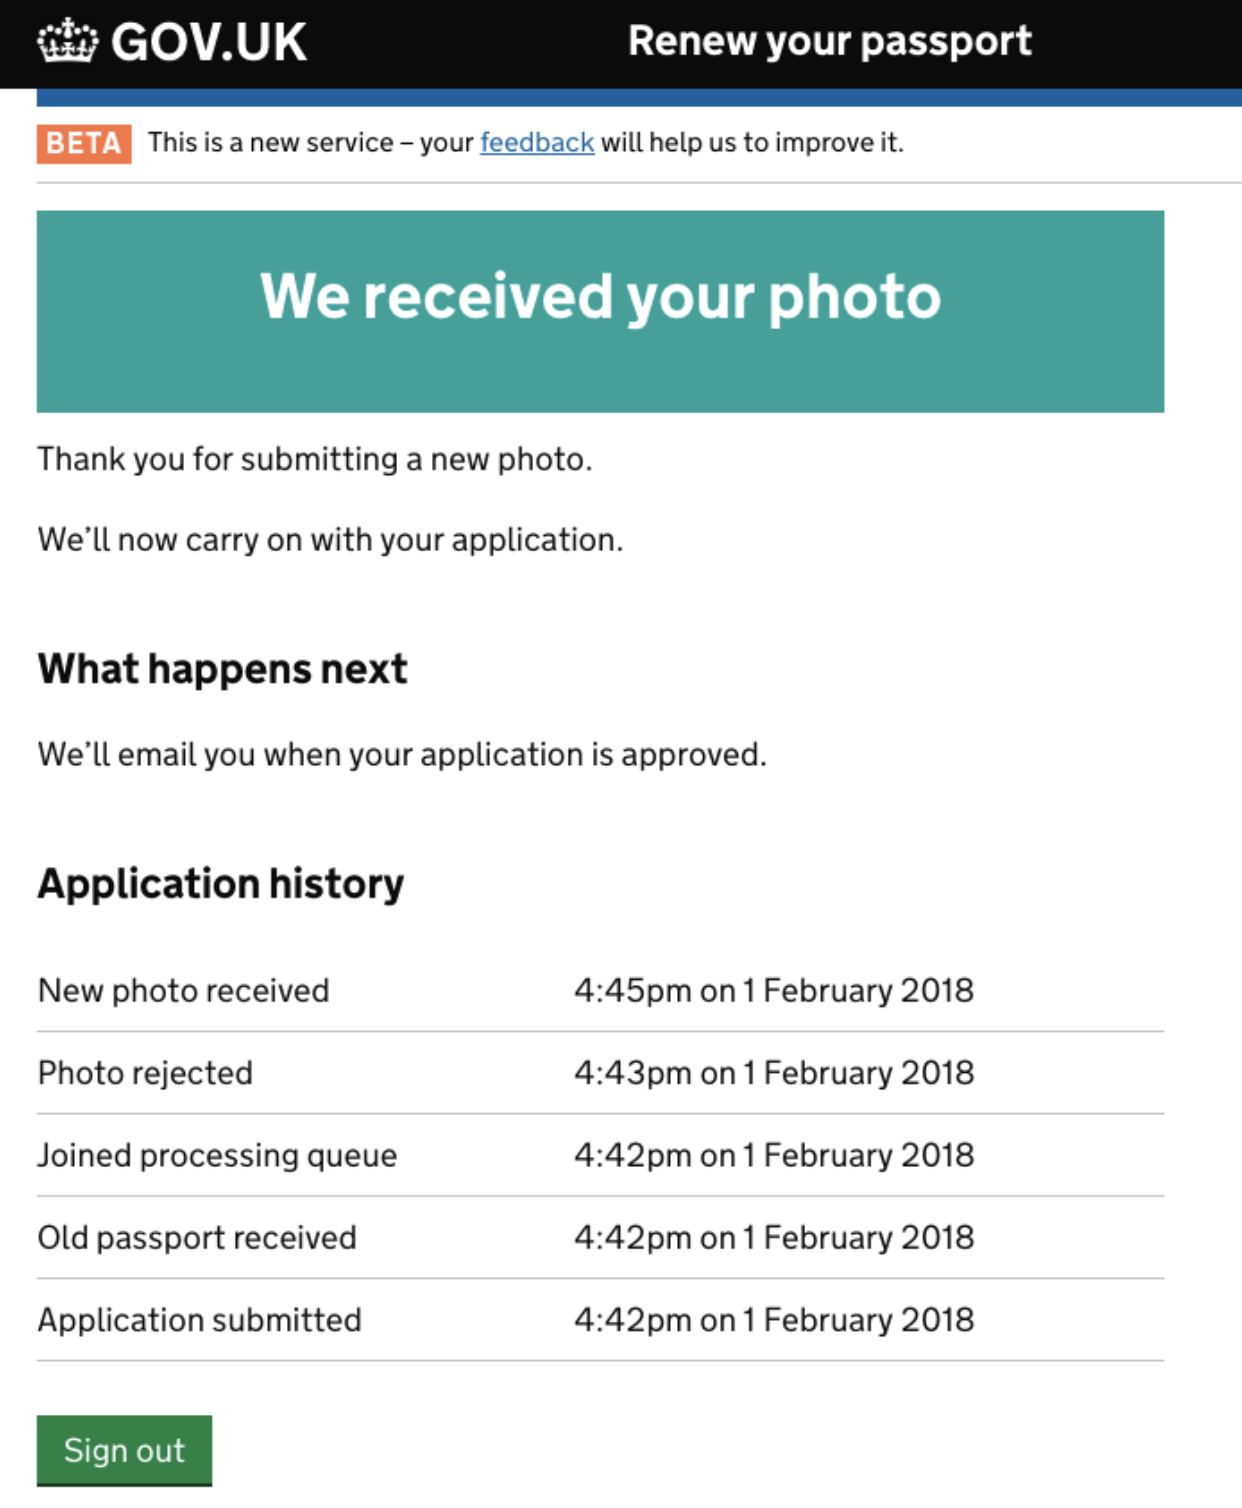 GOV.UK Renew your passport
BETA This is a new service – your feedback will help us to improve it.
We received your photo
Thank you for submitting a new photo.
We’ll now carry on with your application.
What happens next
We’ll email you when your application is approved.
Application history
New photo received 4:45pm on 1 February 2018
Photo rejected 4:43pm on 1 February 2018
Joined processing queue 4:42pm on 1 February 2018
Old passport received 4:42pm on 1 February 2018
Application submitted 4:42pm on 1 February 2018
Sign out